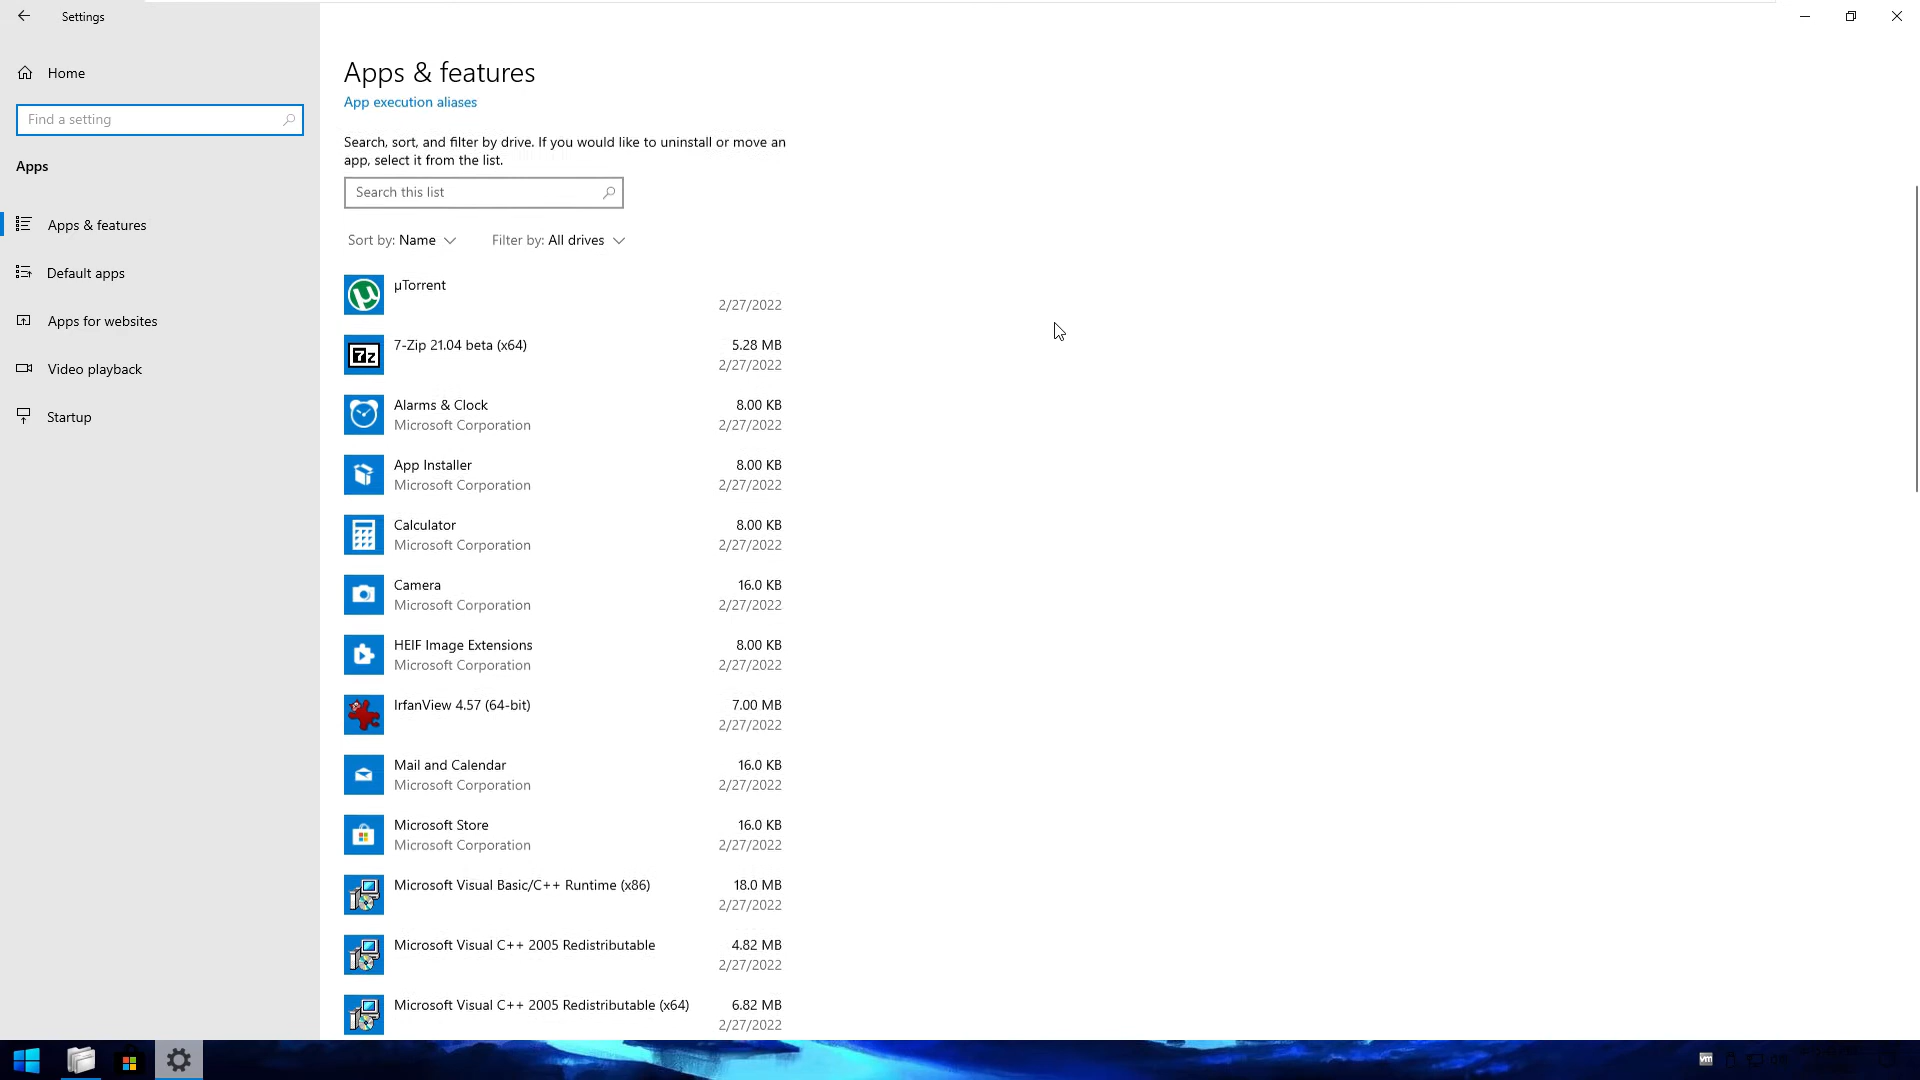 Settings
Home
Find a setting
Apps
Apps & features
Default apps
Apps for websites
Video playback
Startup
Apps & features
App execution aliases
Search, sort, and filter by drive. If you would like to uninstall or move an
app, select it from the list.
Search this list
Sort by: Name Filter by: All drives
µTorrent
2/27/2022
7-Zip 21.04 beta (x64) 5.28 MB
2/27/2022
Alarms & Clock 8.00 KB
Microsoft Corporation 2/27/2022
App Installer 8.00 KB
Microsoft Corporation 2/27/2022
Calculator 8.00 KB
Microsoft Corporation 2/27/2022
Camera 16.0 KB
Microsoft Corporation 2/27/2022
HEIF Image Extensions 8.00 KB
Microsoft Corporation 2/27/2022
IrfanView 4.57 (64-bit) 7.00 MB
2/27/2022
Mail and Calendar 16.0 KB
Microsoft Corporation 2/27/2022
Microsoft Store 16.0 KB
Microsoft Corporation 2/27/2022
Microsoft Visual Basic/C++ Runtime (x86) 18.0 MB
2/27/2022
Microsoft Visual C++ 2005 Redistributable 4.82 MB
2/27/2022
Microsoft Visual C++ 2005 Redistributable (x64) 6.82 MB
2/27/2022